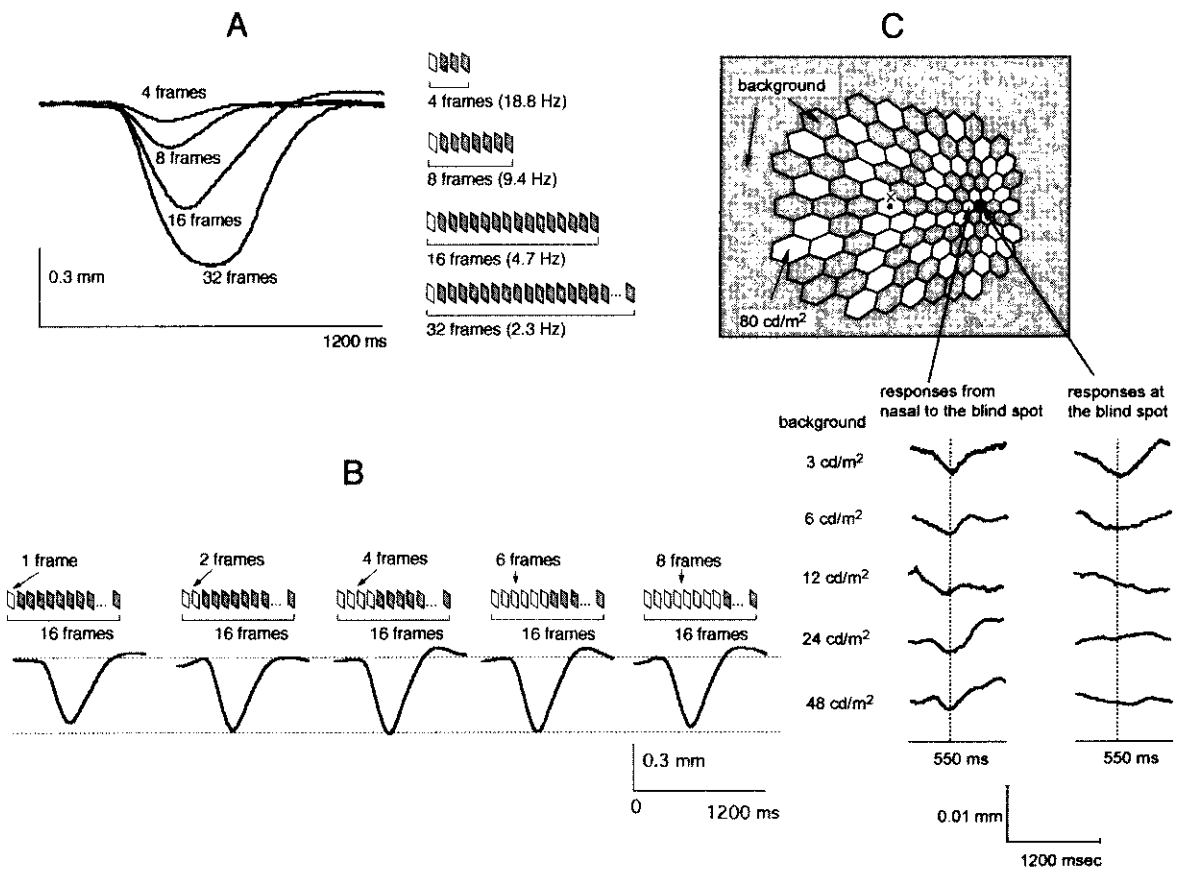 A
4 frames
8 frames
16 frames
32 frames
0.3 mm
1200 ms
4 frames (18.8 Hz)
8 frames (9.4 Hz)
16 frames (4.7 Hz)
32 frames (2.3 Hz)
B
1 frame
2 frames
4 frames
6 frames
8 frames
16 frames
16 frames
16 frames
16 frames
16 frames
0.3 mm
0
1200 ms
C
background
80 cd/m²
responses from
nasal to the blind spot
responses at
the blind spot
background
3 cd/m²
6 cd/m²
12 cd/m²
24 cd/m²
48 cd/m²
550 ms
550 ms
0.01 mm
1200 msec